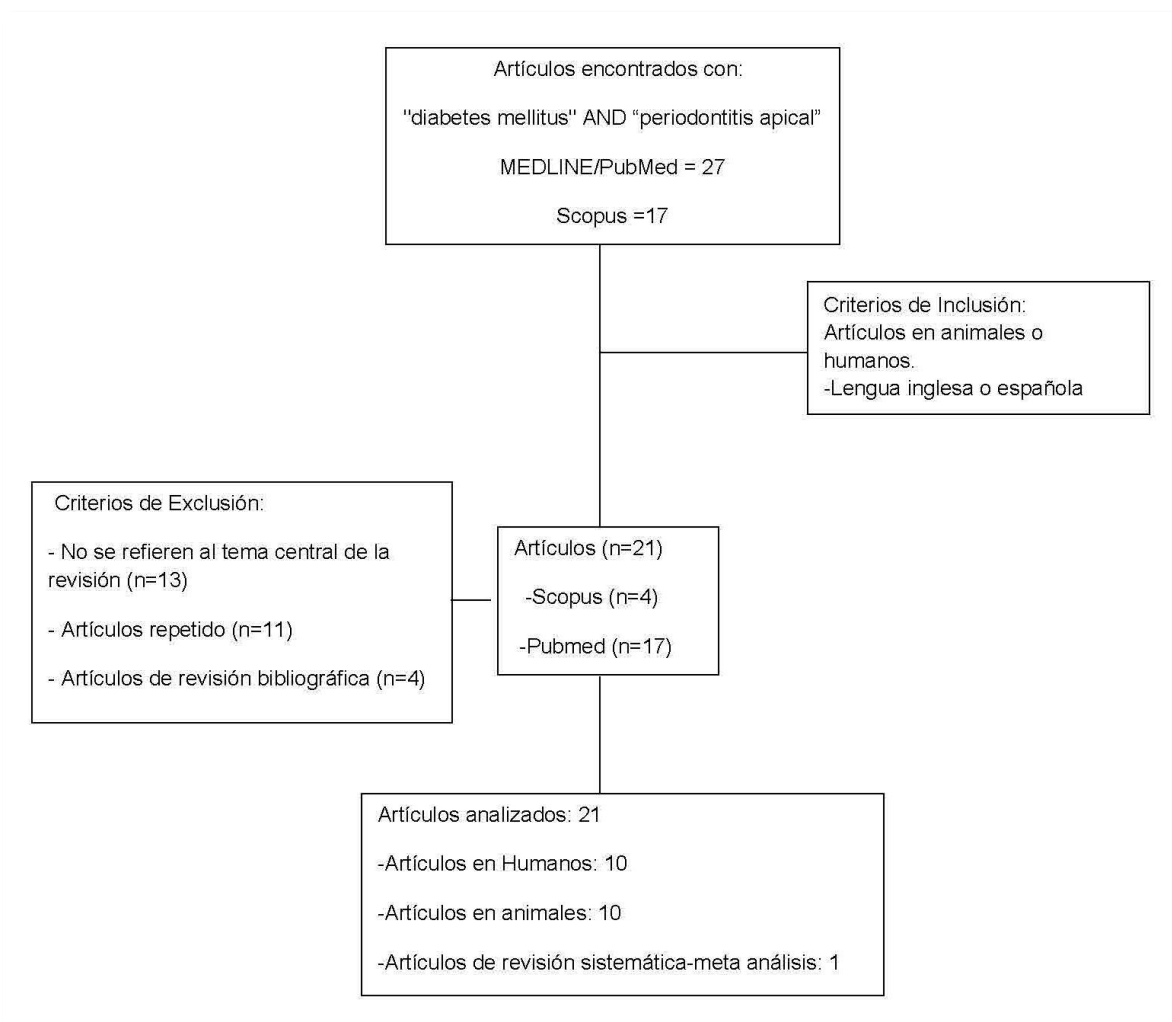 Artículos encontrados con:
"diabetes mellitus" AND “periodontitis apical”
MEDLINE/PubMed = 27
Scopus =17
Criterios de Inclusión:
Artículos en animales o
humanos.
-Lengua inglesa o española
Criterios de Exclusión:
- No se refieren al tema central de la
revisión (n=13)
- Artículos repetido (n=11)
- Artículos de revisión bibliográfica (n=4)
Artículos (n=21)
-Scopus (n=4)
-Pubmed (n=17)
Artículos analizados: 21
-Artículos en Humanos: 10
-Artículos en animales: 10
-Artículos de revisión sistemática-meta análisis: 1